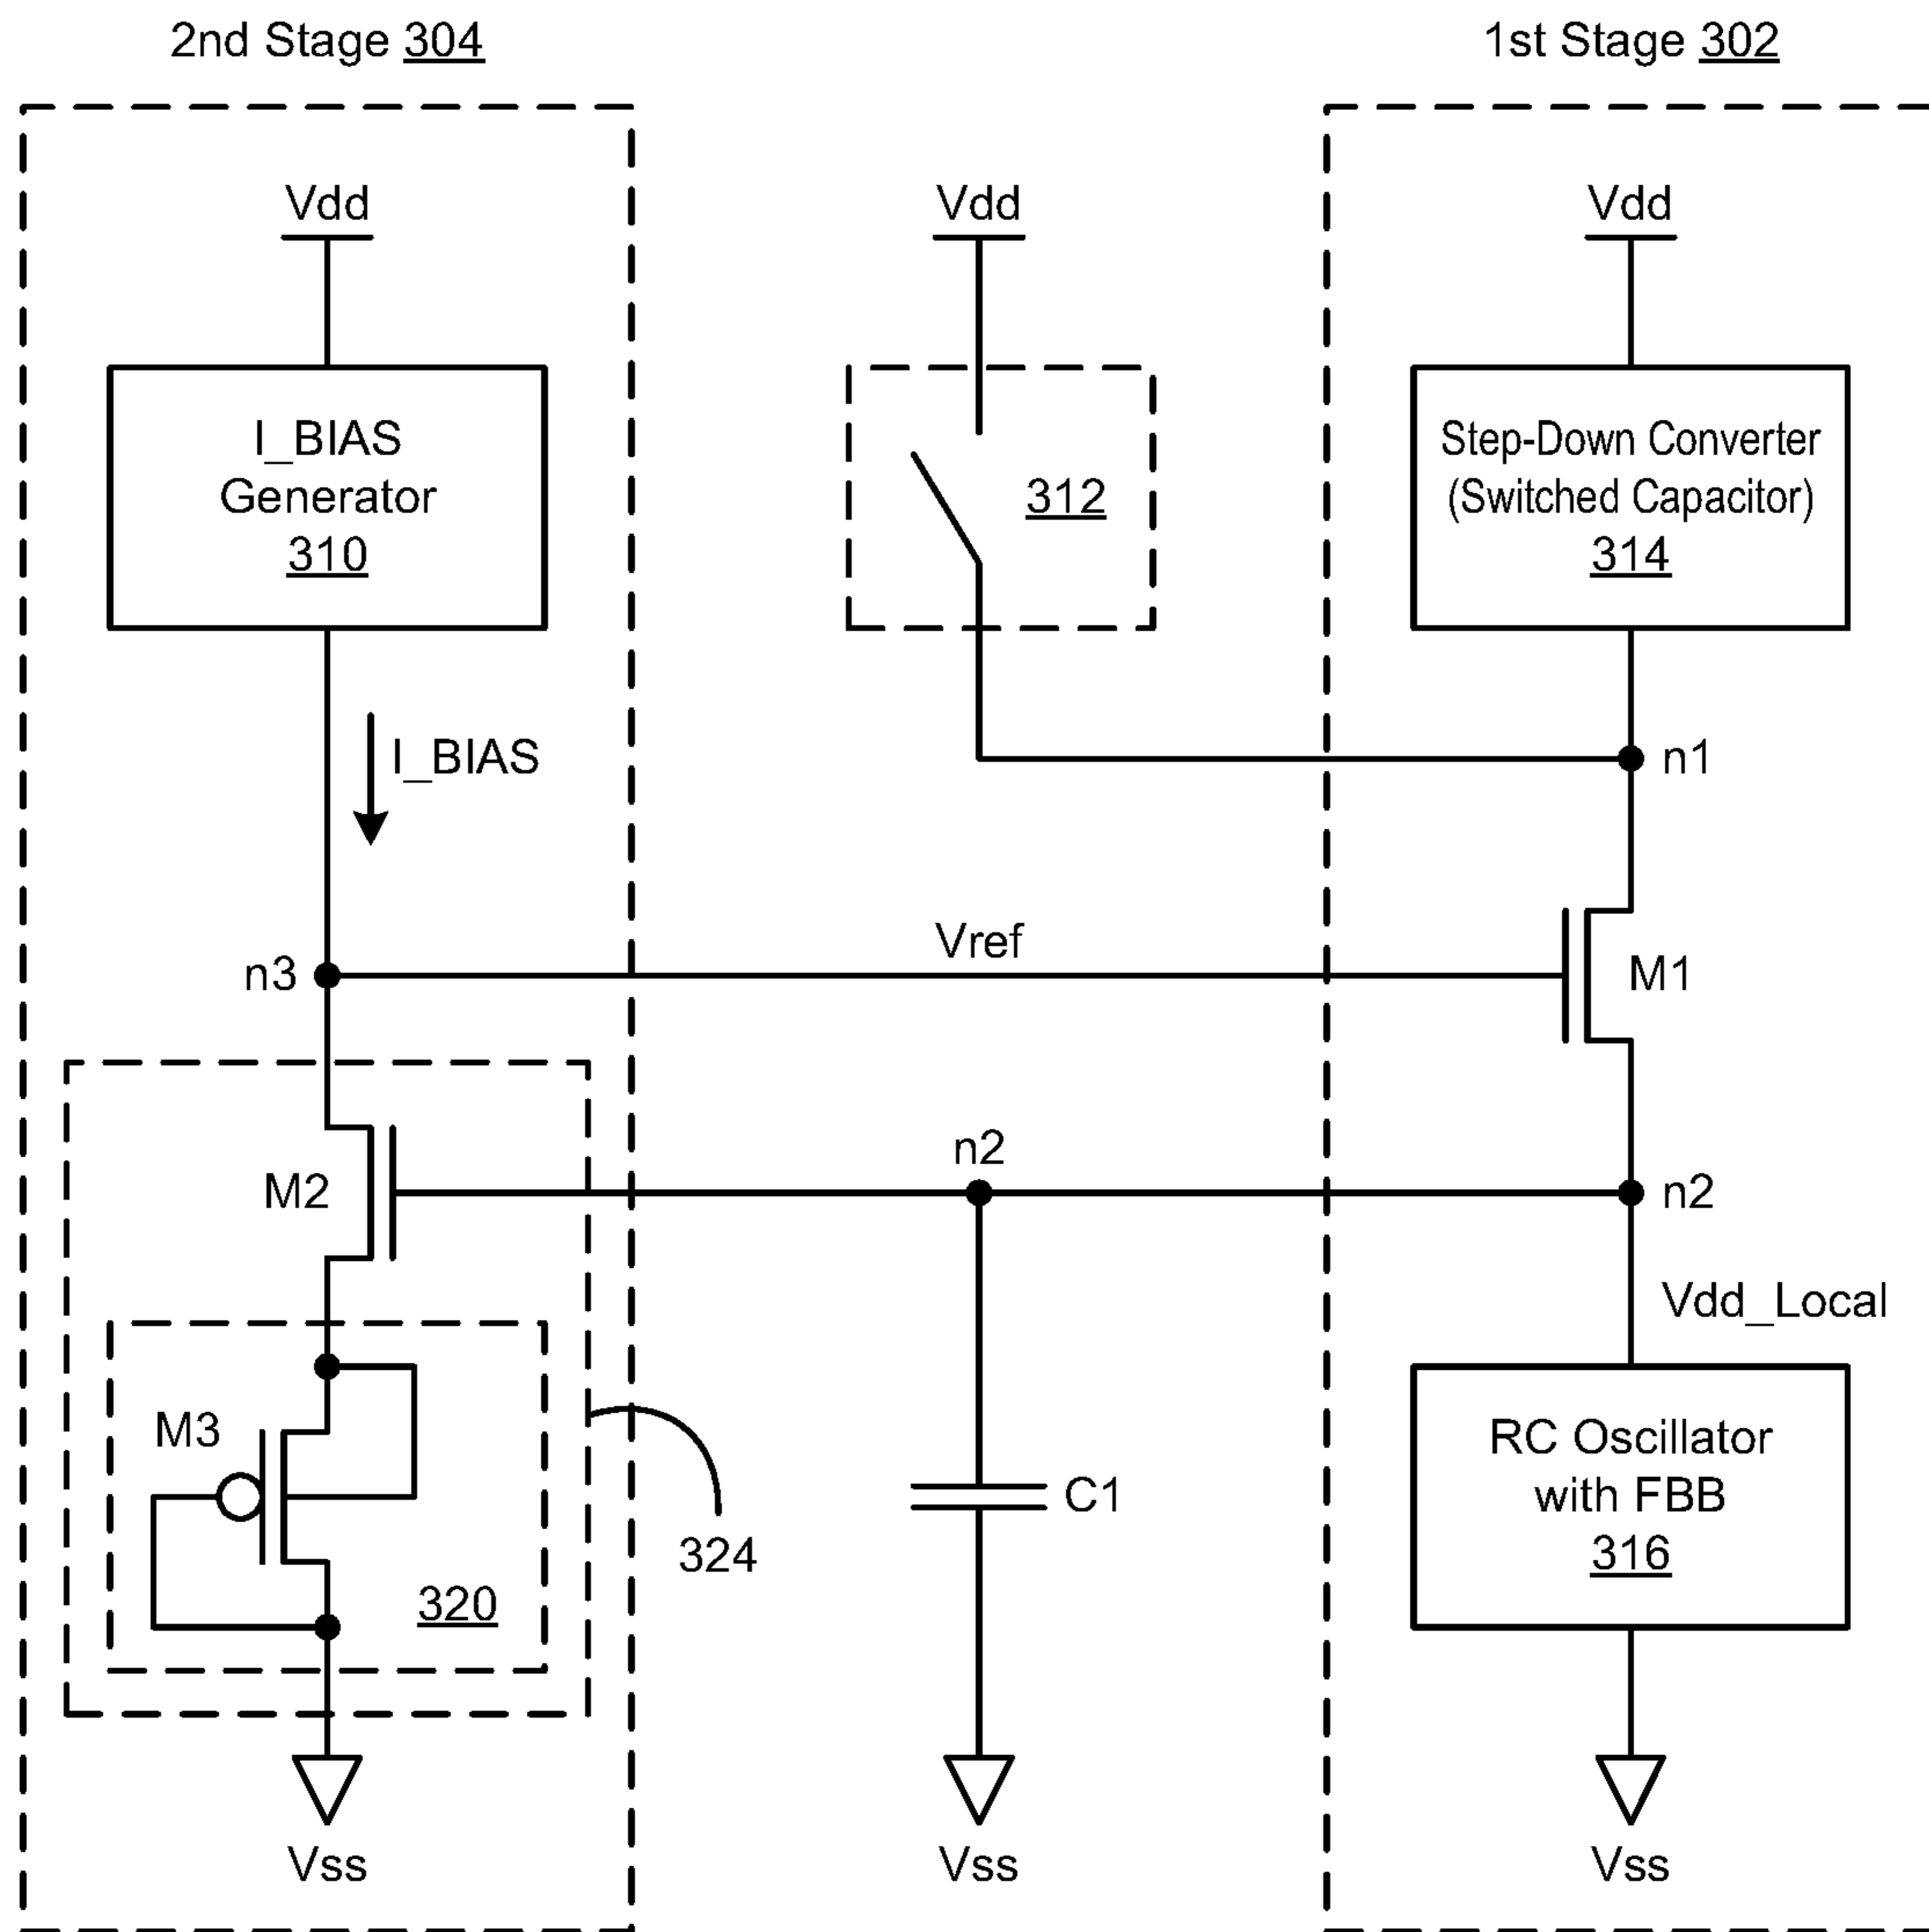 2nd Stage 304
1st Stage 302
Vdd
Vdd
Vdd
I_BIAS
Generator
310
312
Step-Down Converter
(Switched Capacitor)
314
I_BIAS
n1
Vref
n3
M1
n2
M2
n2
Vdd_Local
M3
C1
RC Oscillator
with FBB
316
324
320
Vss
Vss
Vss